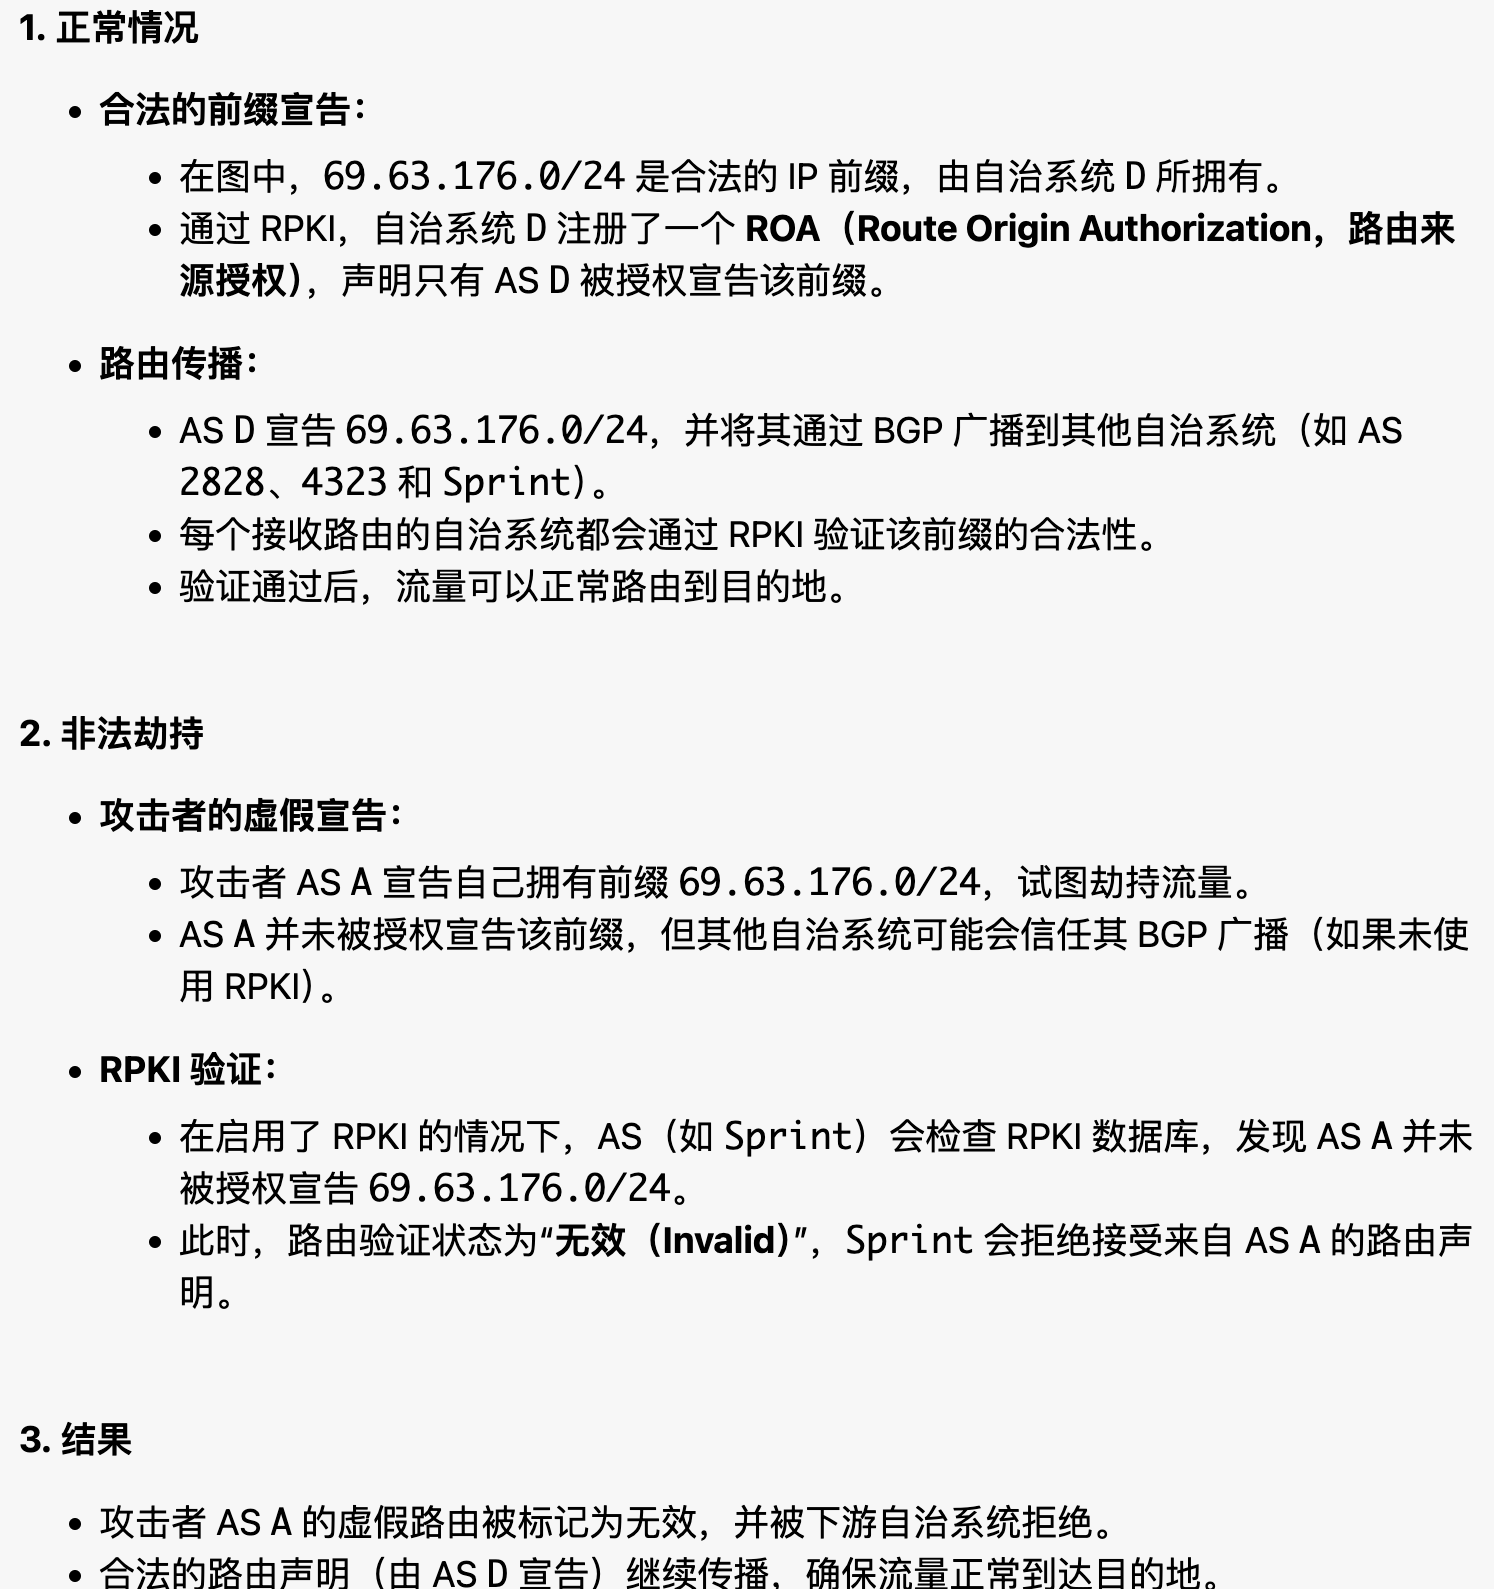 1. 正常情况
• 合法的前缀宣告：
• 在图中，69.63.176.0/24 是合法的 IP 前缀，由自治系统 D 所拥有。
• 通过 RPKI，自治系统 D 注册了一个 ROA（Route Origin Authorization，路由来
源授权），声明只有 AS D 被授权宣告该前缀。
• 路由传播：
• AS D 宣告 69.63.176.0/24，并将其通过 BGP 广播到其他自治系统（如 AS
2828、4323 和 Sprint）。
• 每个接收路由的自治系统都会通过 RPKI 验证该前缀的合法性。
• 验证通过后，流量可以正常路由到目的地。
2. 非法劫持
• 攻击者的虚假宣告：
• 攻击者 AS A 宣告自己拥有前缀 69.63.176.0/24，试图劫持流量。
• AS A 并未被授权宣告该前缀，但其他自治系统可能会信任其 BGP 广播（如果未使
用 RPKI）。
• RPKI 验证：
• 在启用了 RPKI 的情况下，AS（如 Sprint）会检查 RPKI 数据库，发现 AS A 并未
被授权宣告 69.63.176.0/24。
• 此时，路由验证状态为“无效（Invalid）”，Sprint 会拒绝接受来自 AS A 的路由声
明。
3. 结果
• 攻击者 AS A 的虚假路由被标记为无效，并被下游自治系统拒绝。
• 合法的路由声明（由 AS D 宣告）继续传播，确保流量正常到达目的地。